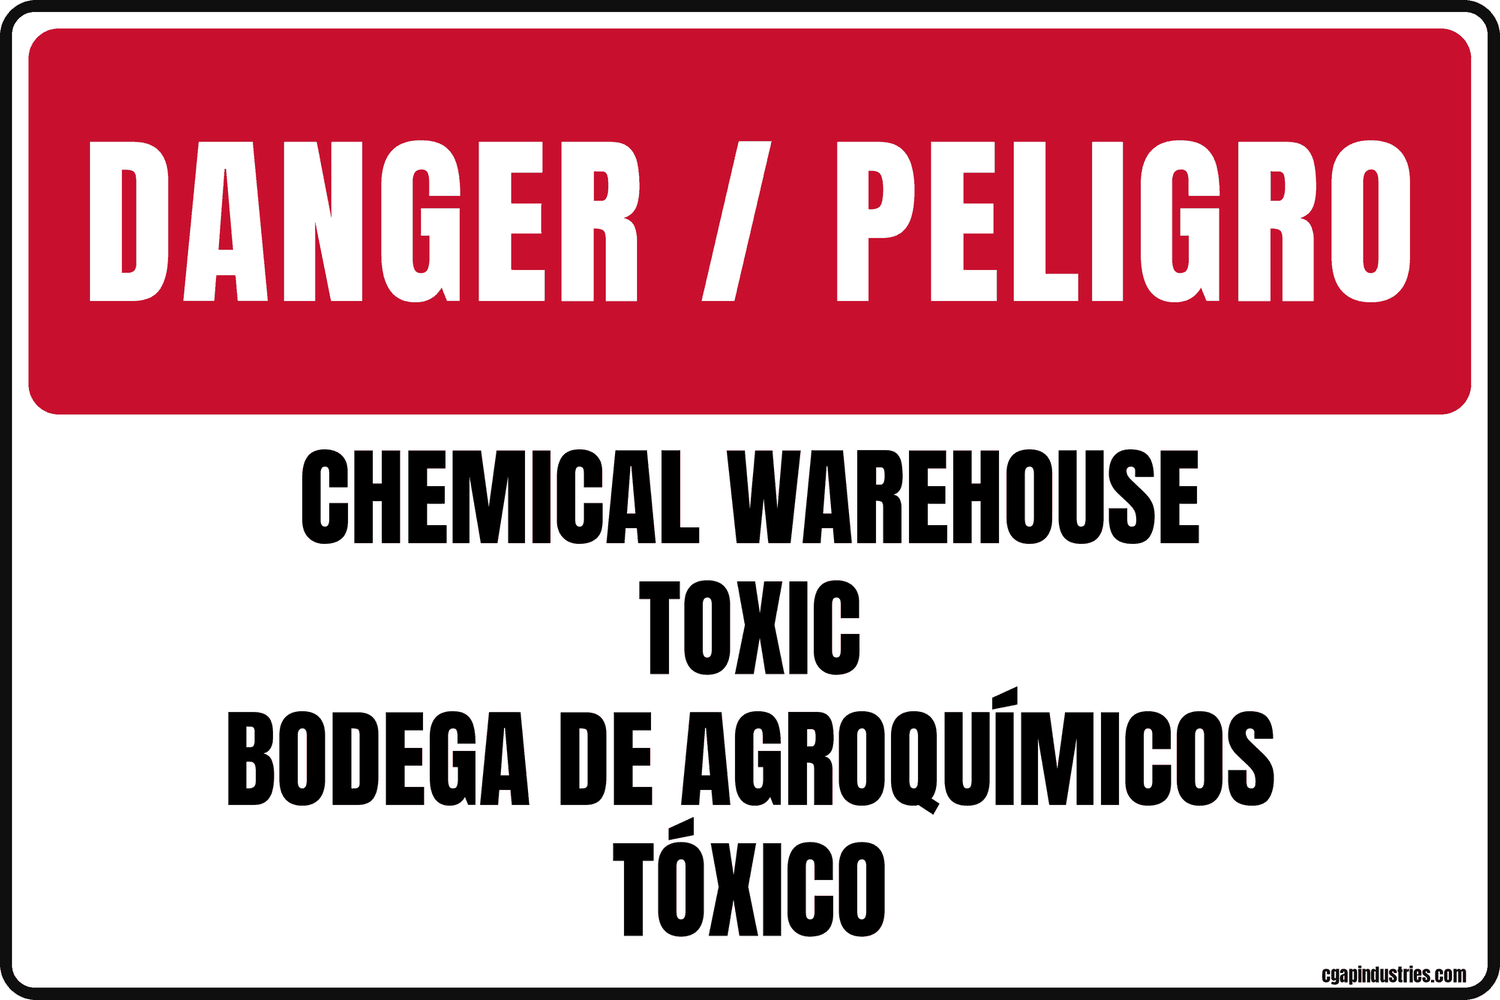 DANGER / PELIGRO
CHEMICAL WAREHOUSE
TOXIC
BODEGA DE AGROQUÍMICOS
TÓXICO
cgapindustries.com